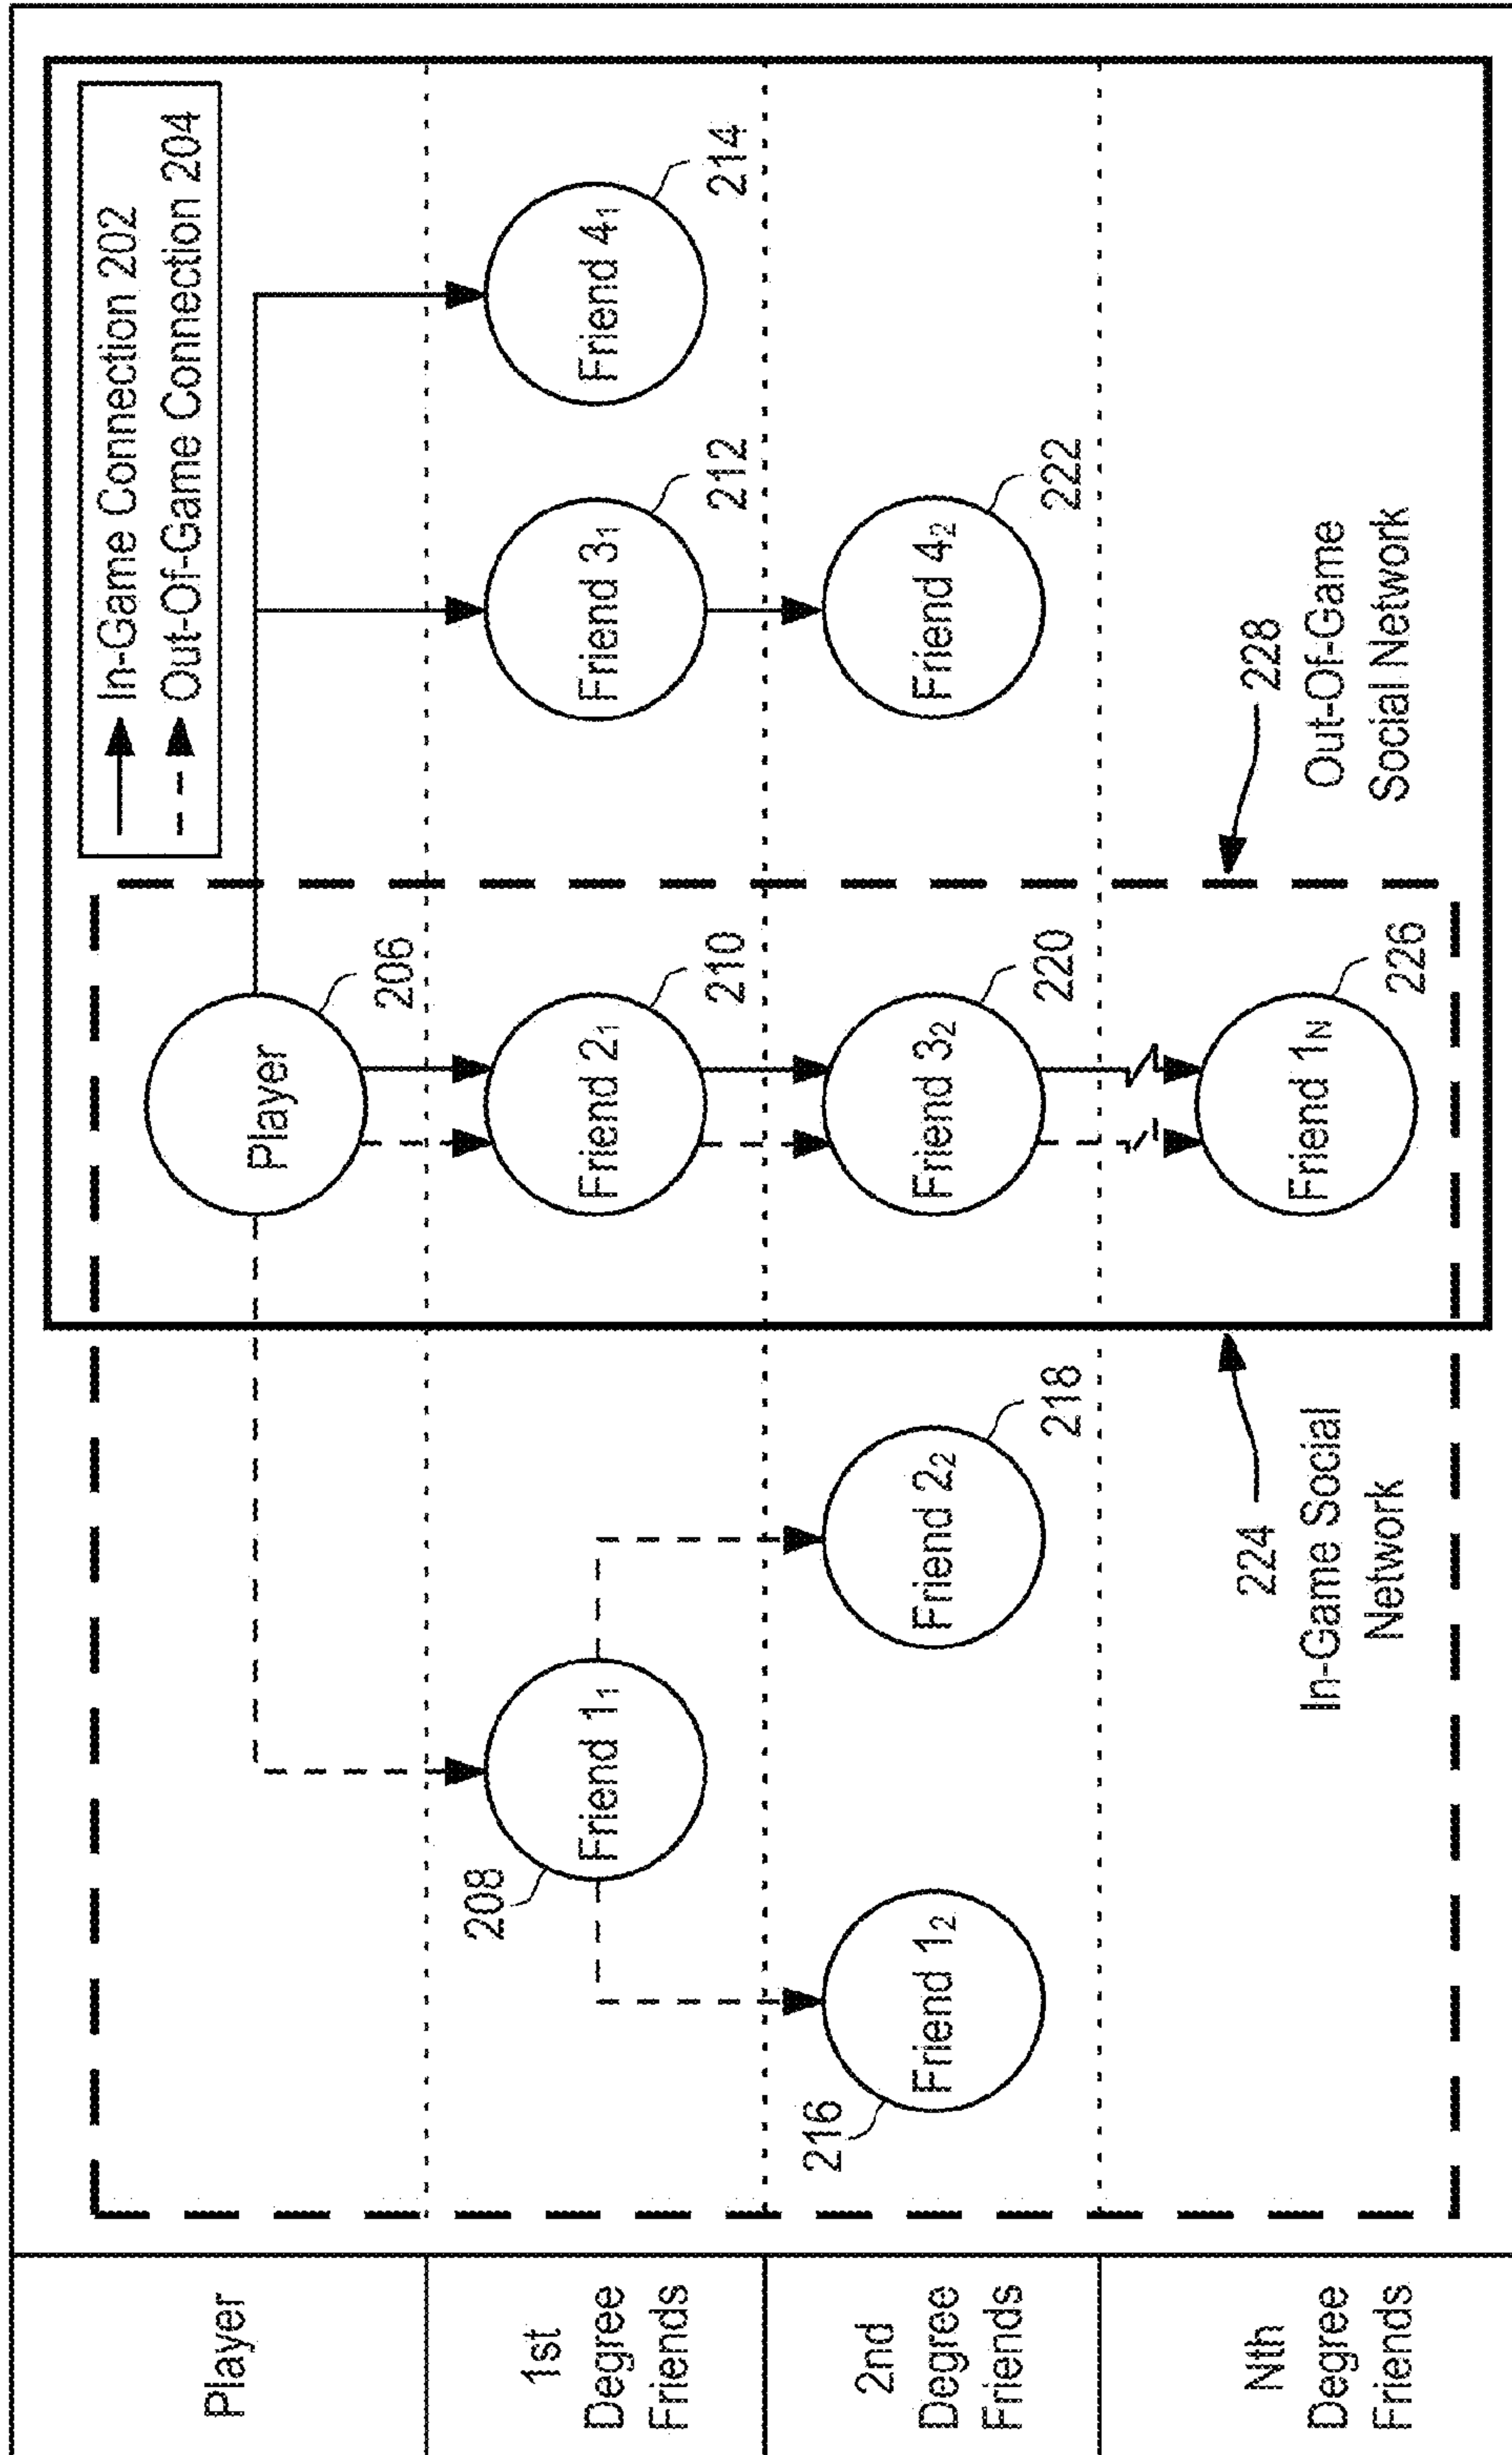 In-Game Connection 202
Out-Of-Game Connection 204
Player
Player
206
1st
Degree
Friends
208
Friend 1₁
Friend 2₁
210
Friend 3₁
212
Friend 4₁
214
2nd
Degree
Friends
216
Friend 1₂
Friend 2₂
218
Friend 3₂
220
Friend 4₂
222
Nth
Degree
Friends
224
In-Game Social
Network
Friend 1N
226
228
Out-Of-Game
Social Network